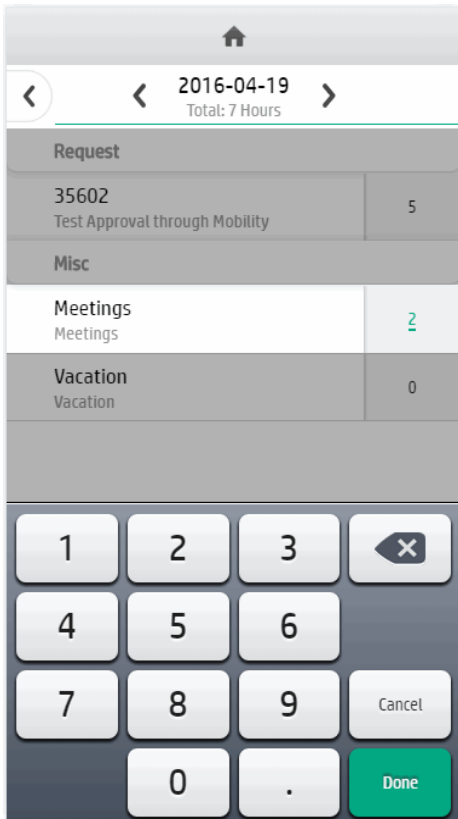 2016-04-19
Total: 7 Hours
Request
35602
Test Approval through Mobility
5
Misc
Meetings
Meetings
2
Vacation
Vacation
0
1 2 3
4 5 6
7 8 9 Cancel
0 . Done